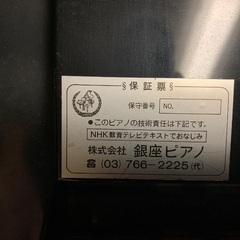 §保証票§
保守番号 NO.
●このピアノの技術責任は下記です。
NHK教育テレビテキストでおなじみ
株式会社 銀座ピアノ
☎(03)766-2225(代)